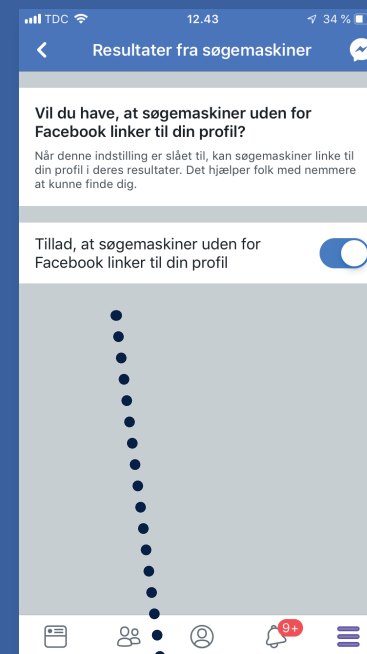 TDC 12.43 34 %
Resultater fra søgemaskiner
Vil du have, at søgemaskiner uden for
Facebook linker til din profil?
Når denne indstilling er slået til, kan søgemaskiner linke til
din profil i deres resultater. Det hjælper folk med nemmere
at kunne finde dig.
Tillad, at søgemaskiner uden for
Facebook linker til din profil
9+